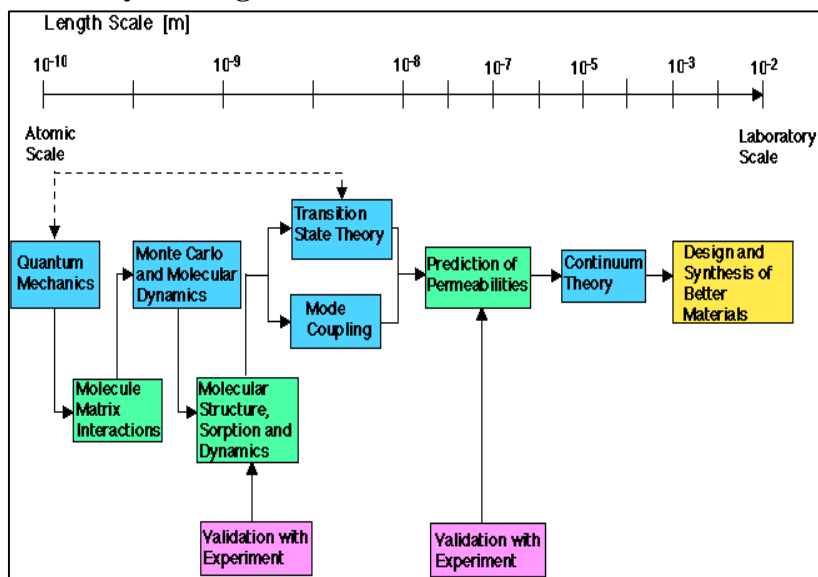 Length Scale [m]
10-10 10-9 10-8 10-7 10-5 10-3 10-2
Atomic
Scale
Laboratory
Scale
Quantum
Mechanics
Monte Carlo
and Molecular
Dynamics
Transition
State Theory
Mode
Coupling
Prediction of
Permeabilities
Continuum
Theory
Design and
Synthesis of
Better
Materials
Molecule
Matrix
Interactions
Molecular
Structure,
Sorption and
Dynamics
Validation with
Experiment
Validation with
Experiment